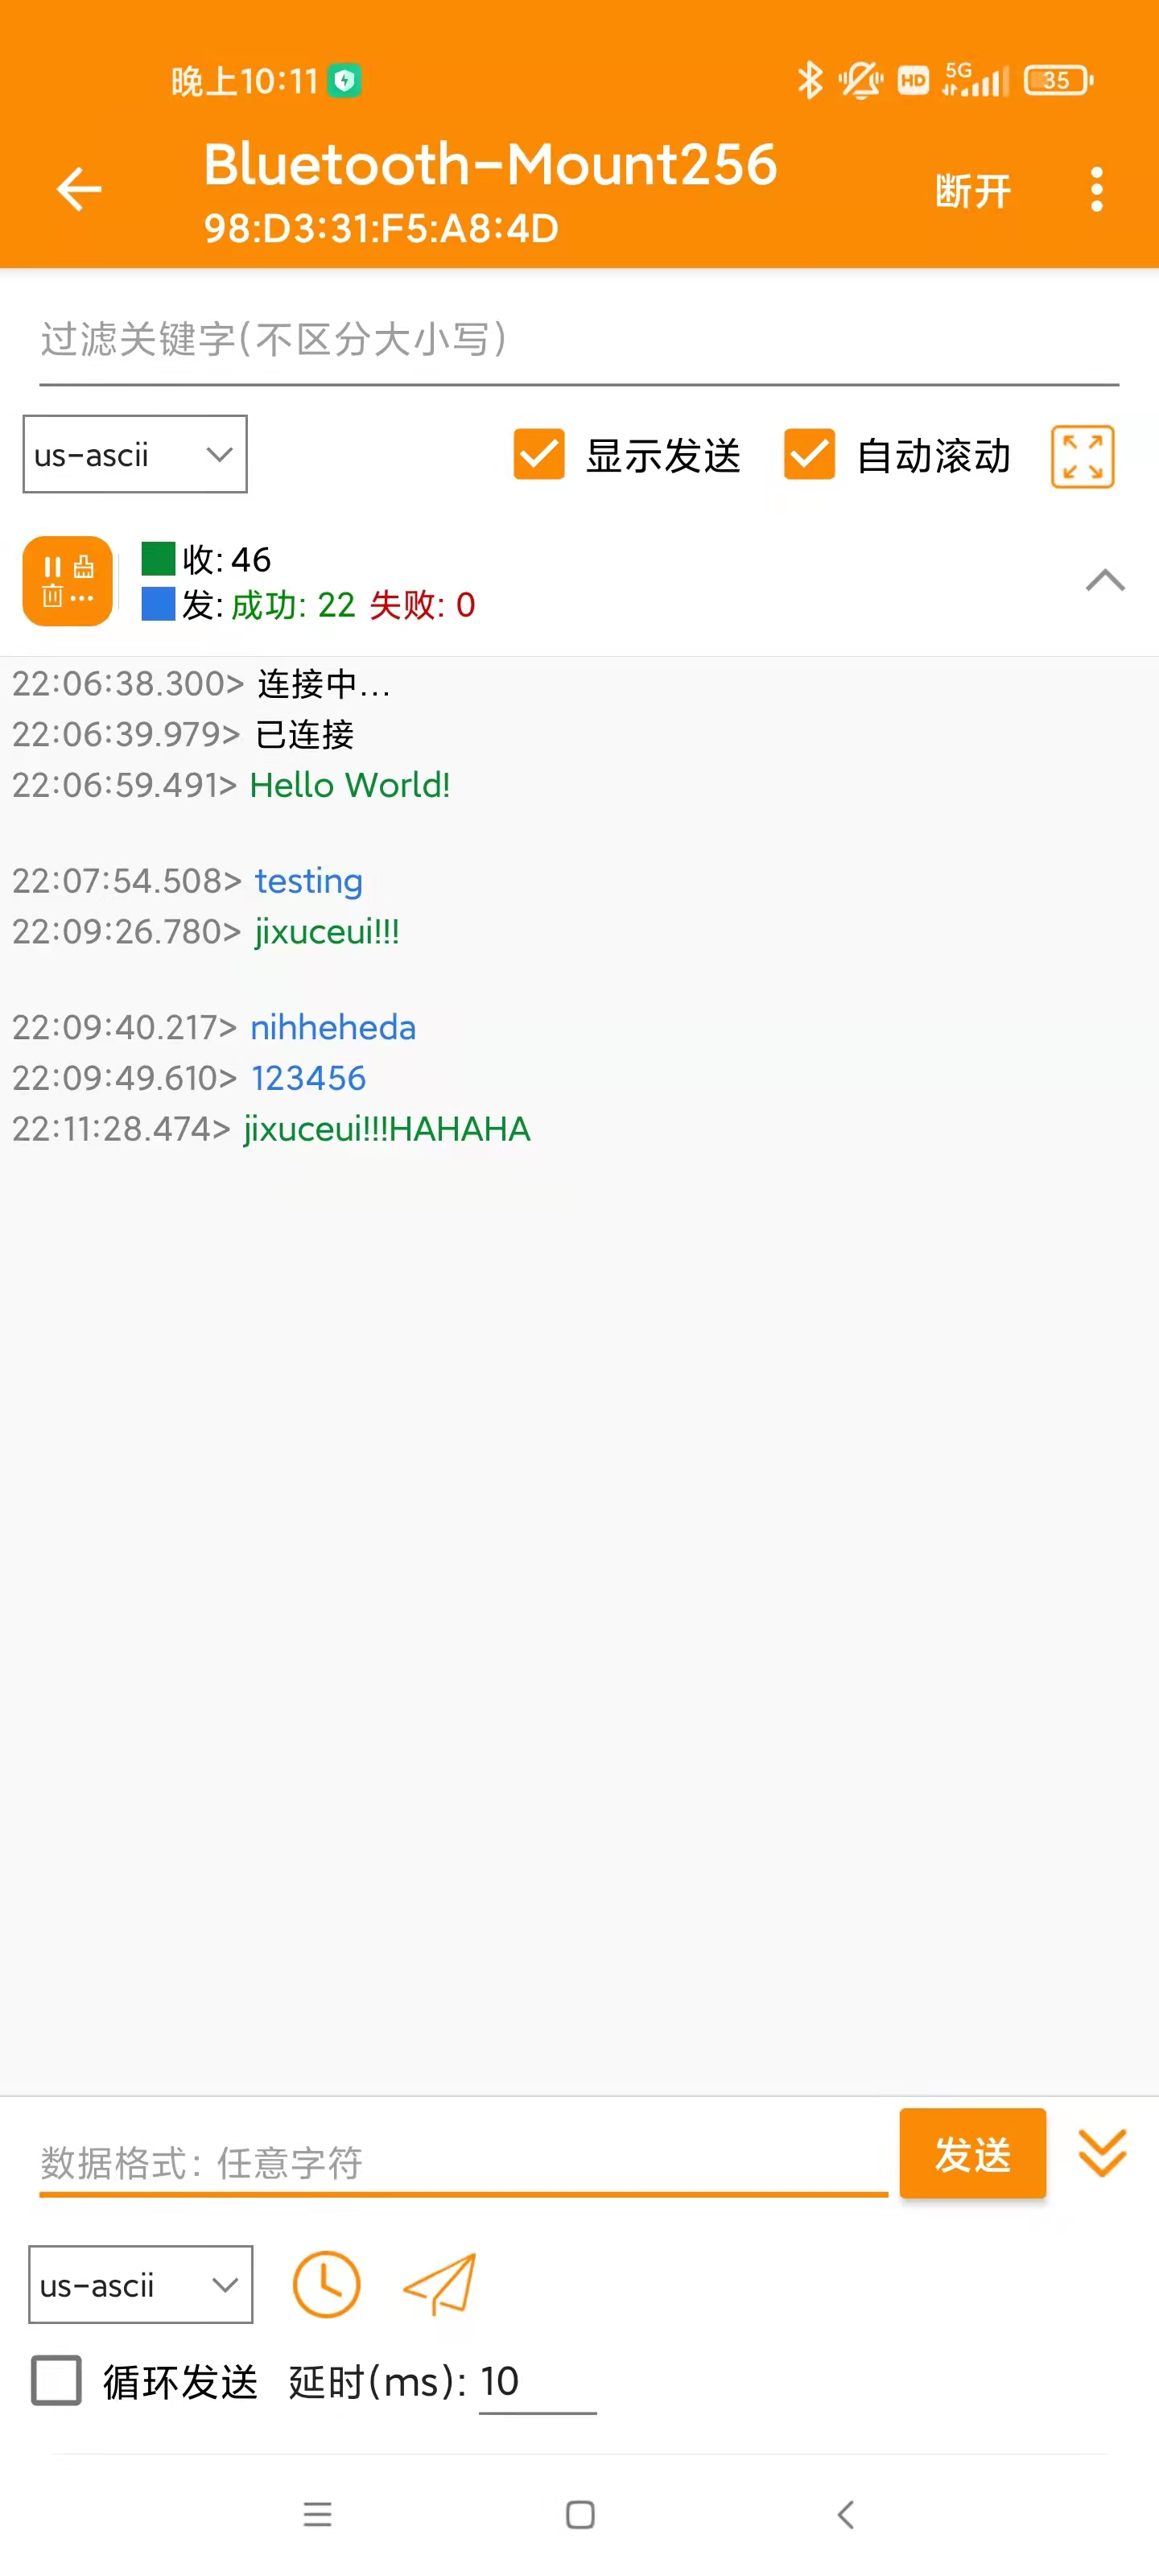 晚上10:11
HD 5G 35
Bluetooth-Mount256
98:D3:31:F5:A8:4D
断开
过滤关键字(不区分大小写)
us-ascii 显示发送 自动滚动
收: 46
发: 成功: 22 失败: 0
22:06:38.300> 连接中...
22:06:39.979> 已连接
22:06:59.491> Hello World!
22:07:54.508> testing
22:09:26.780> jixuceui!!!
22:09:40.217> nihheheda
22:09:49.610> 123456
22:11:28.474> jixuceui!!!HAHAHA
数据格式: 任意字符
发送
us-ascii
循环发送 延时(ms): 10